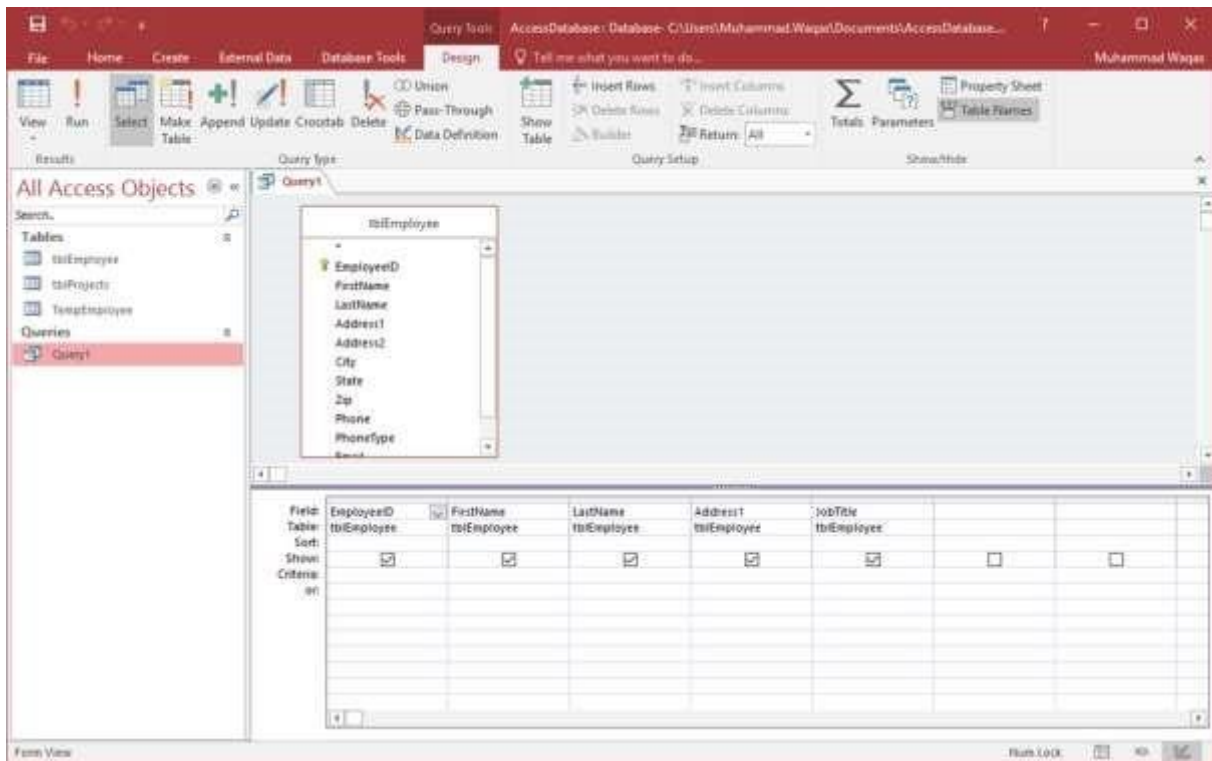 Query Tools
AccessDatabase : Database- C:\Users\Muhammad.Waqas\Documents\AccessDatabase...
?
File Home Create External Data Database Tools Design Tell me what you want to do... Muhammad Waqas
View
Run
Select
Make Table
Append
Update
Crosstab
Delete
Union
Pass-Through
Data Definition
Show Table
Insert Rows
Delete Rows
Builder
Insert Columns
Delete Columns
Return: All
Totals
Parameters
Property Sheet
Table Names
Results Query Type Query Setup Show/Hide
All Access Objects
Search..
Tables
tblEmployee
tblProjects
TempEmployee
Queries
Query1
Query1
tblEmployee
*
EmployeeID
FirstName
LastName
Address1
Address2
City
State
Zip
Phone
PhoneType
Email
Field: EmployeeID FirstName LastName Address1 JobTitle
Table: tblEmployee tblEmployee tblEmployee tblEmployee tblEmployee
Sort:
Show:
Criteria:
or:
Form View Num Lock